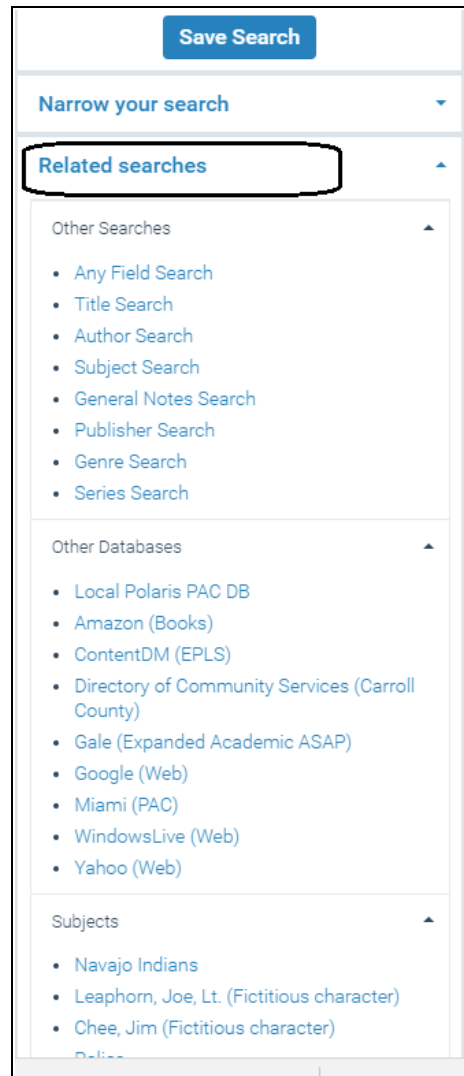 Save Search
Narrow your search
Related searches
Other Searches
Any Field Search
Title Search
Author Search
Subject Search
General Notes Search
Publisher Search
Genre Search
Series Search
Other Databases
Local Polaris PAC DB
Amazon (Books)
ContentDM (EPLS)
Directory of Community Services (Carroll
County)
Gale (Expanded Academic ASAP)
Google (Web)
Miami (PAC)
WindowsLive (Web)
Yahoo (Web)
Subjects
Navajo Indians
Leaphorn, Joe, Lt. (Fictitious character)
Chee, Jim (Fictitious character)